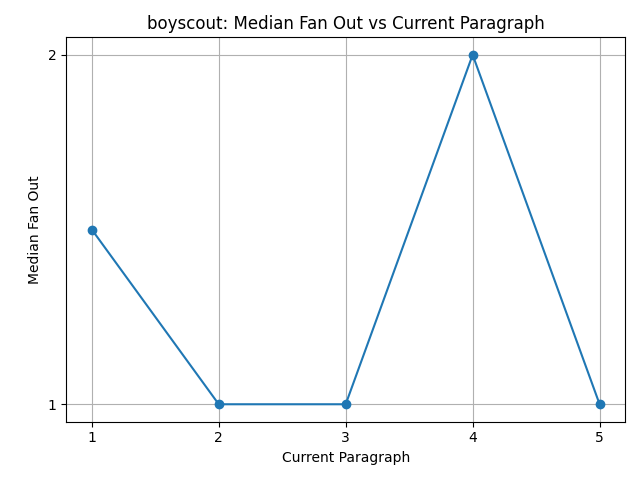 boyscout: Median Fan Out vs Current Paragraph
2
1
Median Fan Out
1 2 3 4 5
Current Paragraph